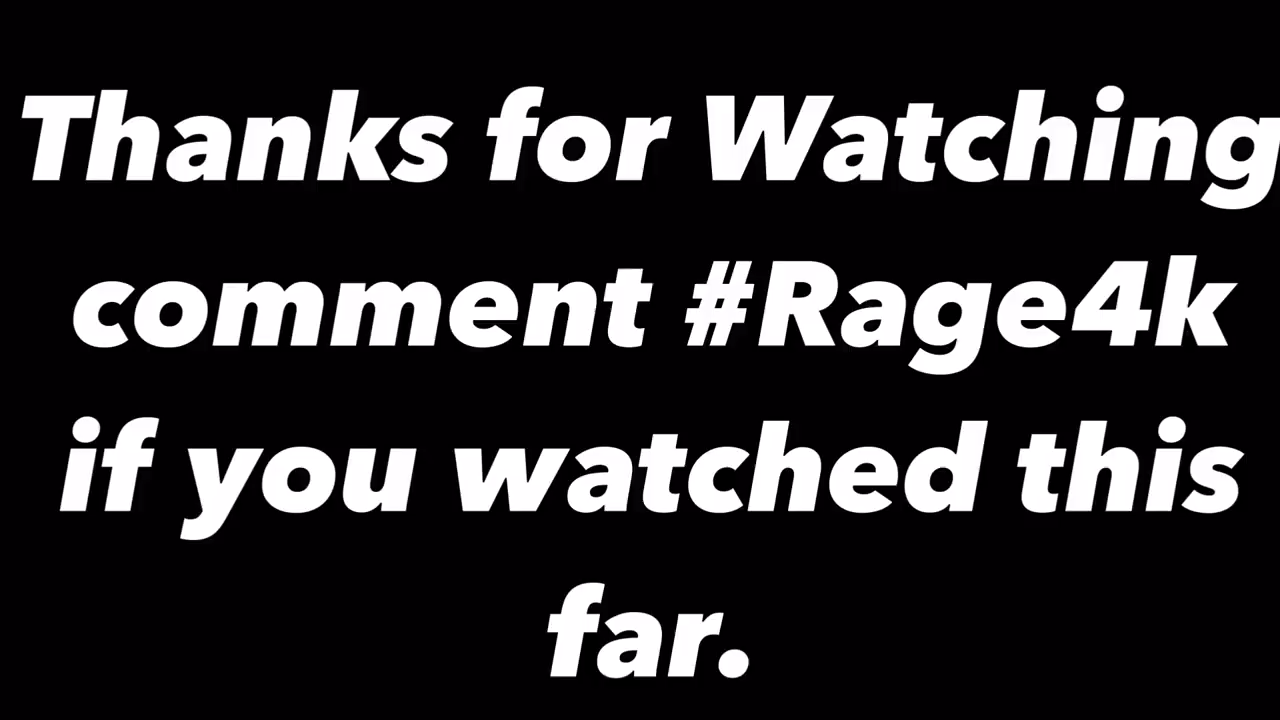 Thanks for Watching
comment #Rage4k
if you watched this
far.